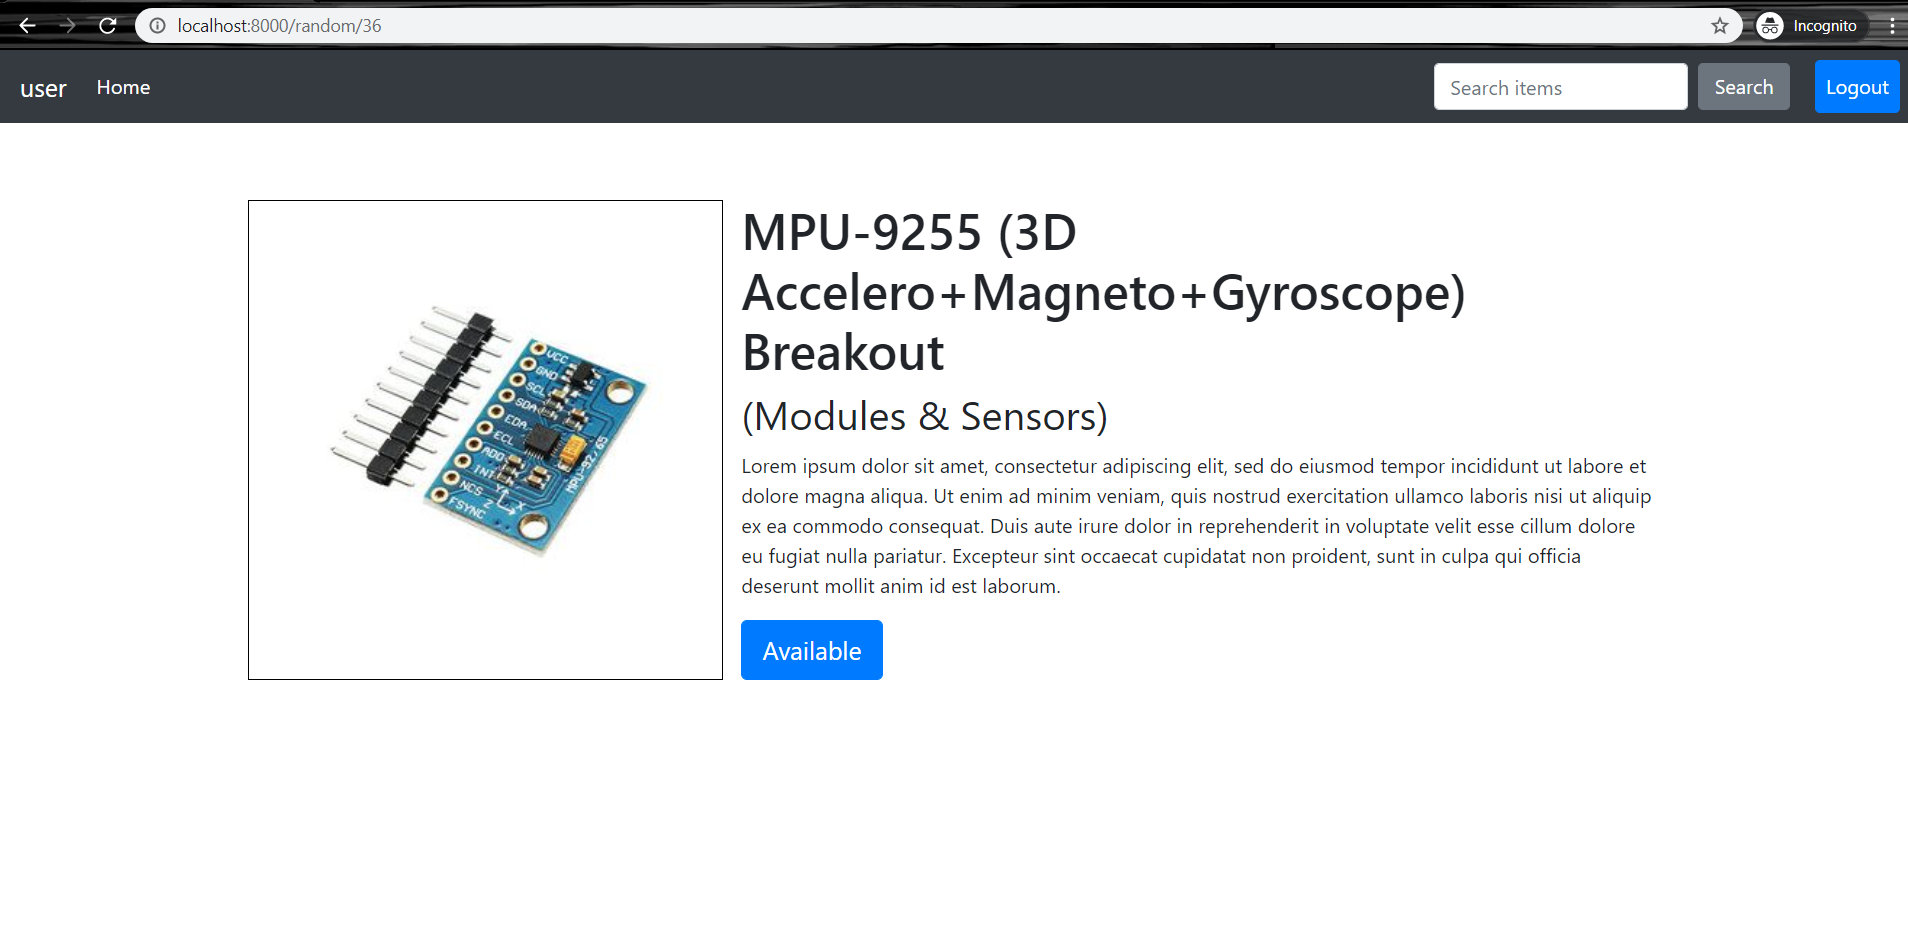 localhost:8000/random/36
Incognito
user Home
Search items
Search
Logout
MPU-9255 (3D
Accelero+Magneto+Gyroscope)
Breakout
(Modules & Sensors)
Lorem ipsum dolor sit amet, consectetur adipiscing elit, sed do eiusmod tempor incididunt ut labore et
dolore magna aliqua. Ut enim ad minim veniam, quis nostrud exercitation ullamco laboris nisi ut aliquip
ex ea commodo consequat. Duis aute irure dolor in reprehenderit in voluptate velit esse cillum dolore
eu fugiat nulla pariatur. Excepteur sint occaecat cupidatat non proident, sunt in culpa qui officia
deserunt mollit anim id est laborum.
Available
VCC
GND
SCL
SDA
EDA
ECL
ADO
INT
NCS
FSYNC
Y
Z
X
MPU-92/65